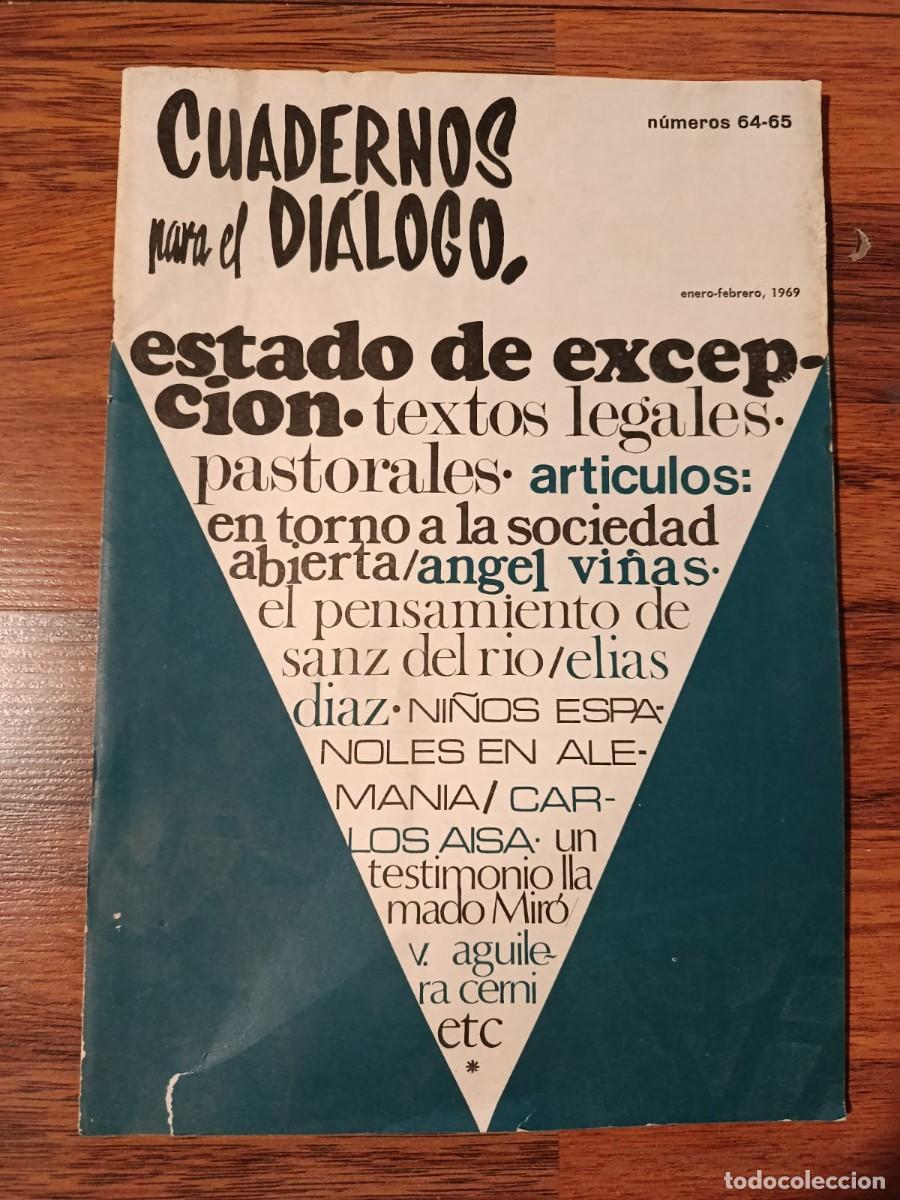 CUADERNOS
para el DIÁLOGO.
números 64-65
enero-febrero, 1969
estado de excep-
cion·textos legales·
pastorales· articulos:
en torno a la sociedad
abierta/angel viñas·
el pensamiento de
sanz del rio/elias
diaz·NIÑOS ESPA-
NOLES EN ALE-
MANIA/CAR-
LOS AISA· un
testimonio lla
mado Miró/
v. aguile-
ra cerni
etc
*
todocoleccion